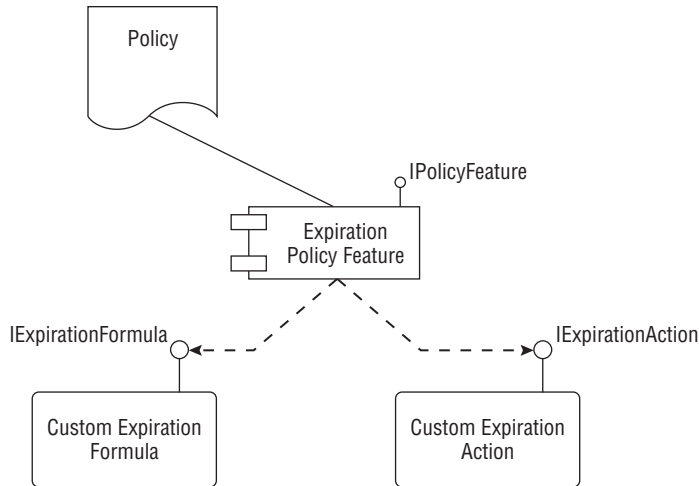 Policy
IPolicyFeature
Expiration
Policy Feature
IExpirationFormula
IExpirationAction
Custom Expiration
Formula
Custom Expiration
Action